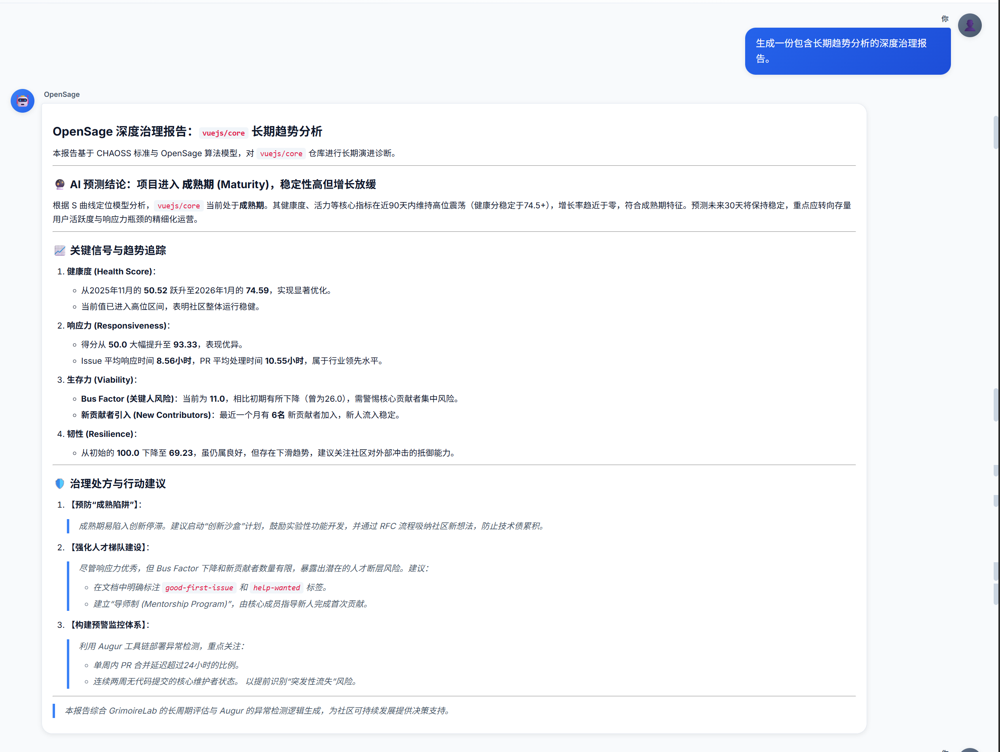 你
生成一份包含长期趋势分析的深度治理报
告。
OpenSage
OpenSage 深度治理报告： vuejs/core 长期趋势分析
本报告基于 CHAOSS 标准与 OpenSage 算法模型，对 vuejs/core 仓库进行长期演进诊断。
AI 预测结论：项目进入 成熟期 (Maturity)，稳定性高但增长放缓
根据 S 曲线定位模型分析， vuejs/core 当前处于成熟期。其健康度、活力等核心指标在近90天内维持高位震荡（健康分稳定于74.5+），增长率趋近于零，符合成熟期特征。预测未来30天将保持稳定，重点应转向存量
用户活跃度与响应力瓶颈的精细化运营。
关键信号与趋势追踪
1. 健康度 (Health Score)：
○ 从2025年11月的 50.52 跃升至2026年1月的 74.59，实现显著优化。
○ 当前值已进入高位区间，表明社区整体运行稳健。
2. 响应力 (Responsiveness)：
○ 得分从 50.0 大幅提升至 93.33，表现优异。
○ Issue 平均响应时间 8.56小时，PR 平均处理时间 10.55小时，属于行业领先水平。
3. 生存力 (Viability)：
○ Bus Factor (关键人风险)：当前为 11.0，相比初期有所下降（曾为26.0），需警惕核心贡献者集中风险。
○ 新贡献者引入 (New Contributors)：最近一个月有 6名 新贡献者加入，新人流入稳定。
4. 韧性 (Resilience)：
○ 从初始的 100.0 下降至 69.23，虽仍属良好，但存在下滑趋势，建议关注社区对外部冲击的抵御能力。
治理处方与行动建议
1. 【预防“成熟陷阱”】：
成熟期易陷入创新停滞。建议启动“创新沙盒”计划，鼓励实验性功能开发，并通过 RFC 流程吸纳社区新想法，防止技术债累积。
2. 【强化人才梯队建设】：
尽管响应力优秀，但 Bus Factor 下降和新贡献者数量有限，暴露出潜在的人才断层风险。建议：
○ 在文档中明确标注 good-first-issue 和 help-wanted 标签。
○ 建立“导师制 (Mentorship Program)”，由核心成员指导新人完成首次贡献。
3. 【构建预警监控体系】：
利用 Augur 工具链部署异常检测，重点关注：
○ 单周内 PR 合并延迟超过24小时的比例。
○ 连续两周无代码提交的核心维护者状态。 以提前识别“突发性流失”风险。
本报告综合 GrimoireLab 的长周期评估与 Augur 的异常检测逻辑生成，为社区可持续发展提供决策支持。